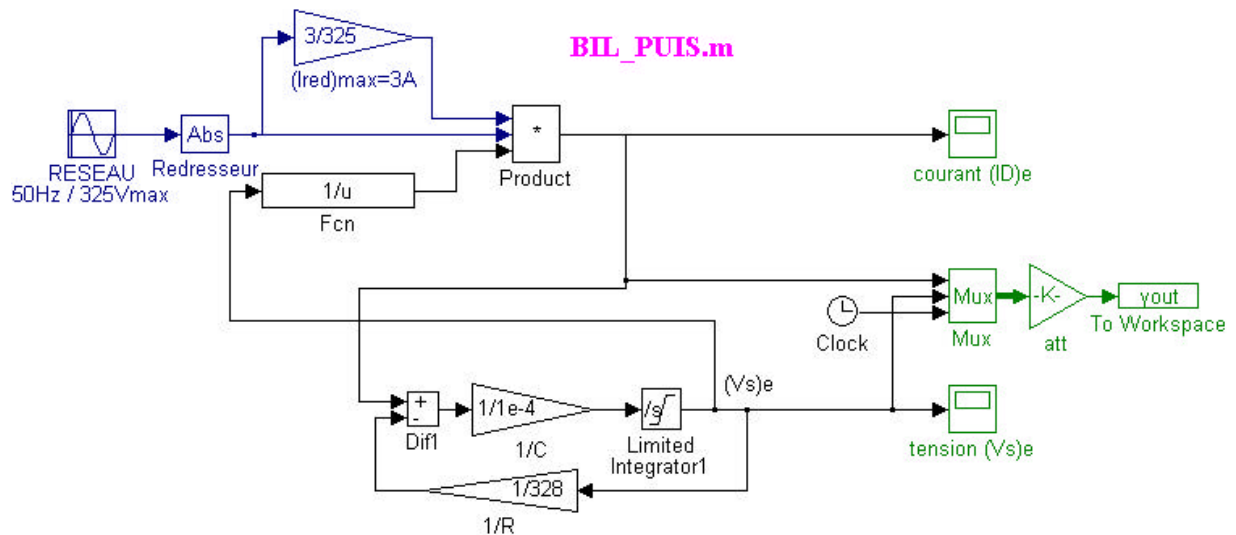 BIL_PUIS.m
3/325
(Ired)max=3A
Abs
Redresseur
RESEAU
50Hz / 325Vmax
*
Product
1/u
Fcn
courant (ID)e
Mux
Mux
-K-
att
yout
To Workspace
Clock
(Vs)e
+
-
Dif1
1/1e-4
1/C
/s
Limited
Integrator1
tension (Vs)e
1/328
1/R